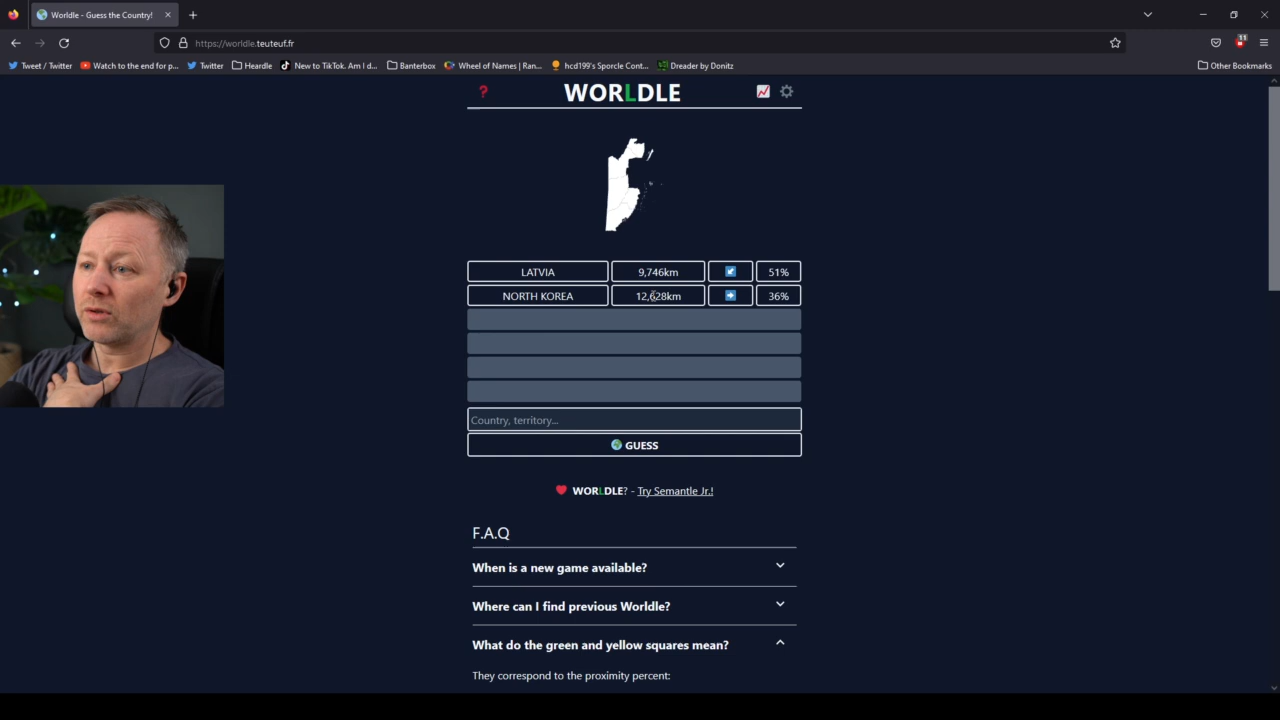 Worldle - Guess the Country!
https://worldle.teuteuf.fr
11
Tweet / Twitter
Watch to the end for p...
Twitter
Heardle
New to TikTok. Am I d...
Banterbox
Wheel of Names | Ran...
hcd199's Sporcle Cont...
Dreader by Donitz
Other Bookmarks
? WORLDLE
LATVIA 9,746km ↙ 51%
NORTH KOREA 12,628km ➡ 36%
Country, territory...
GUESS
WORLDLE? - Try Semantle Jr.!
F.A.Q
When is a new game available?
Where can I find previous Worldle?
What do the green and yellow squares mean?
They correspond to the proximity percent: